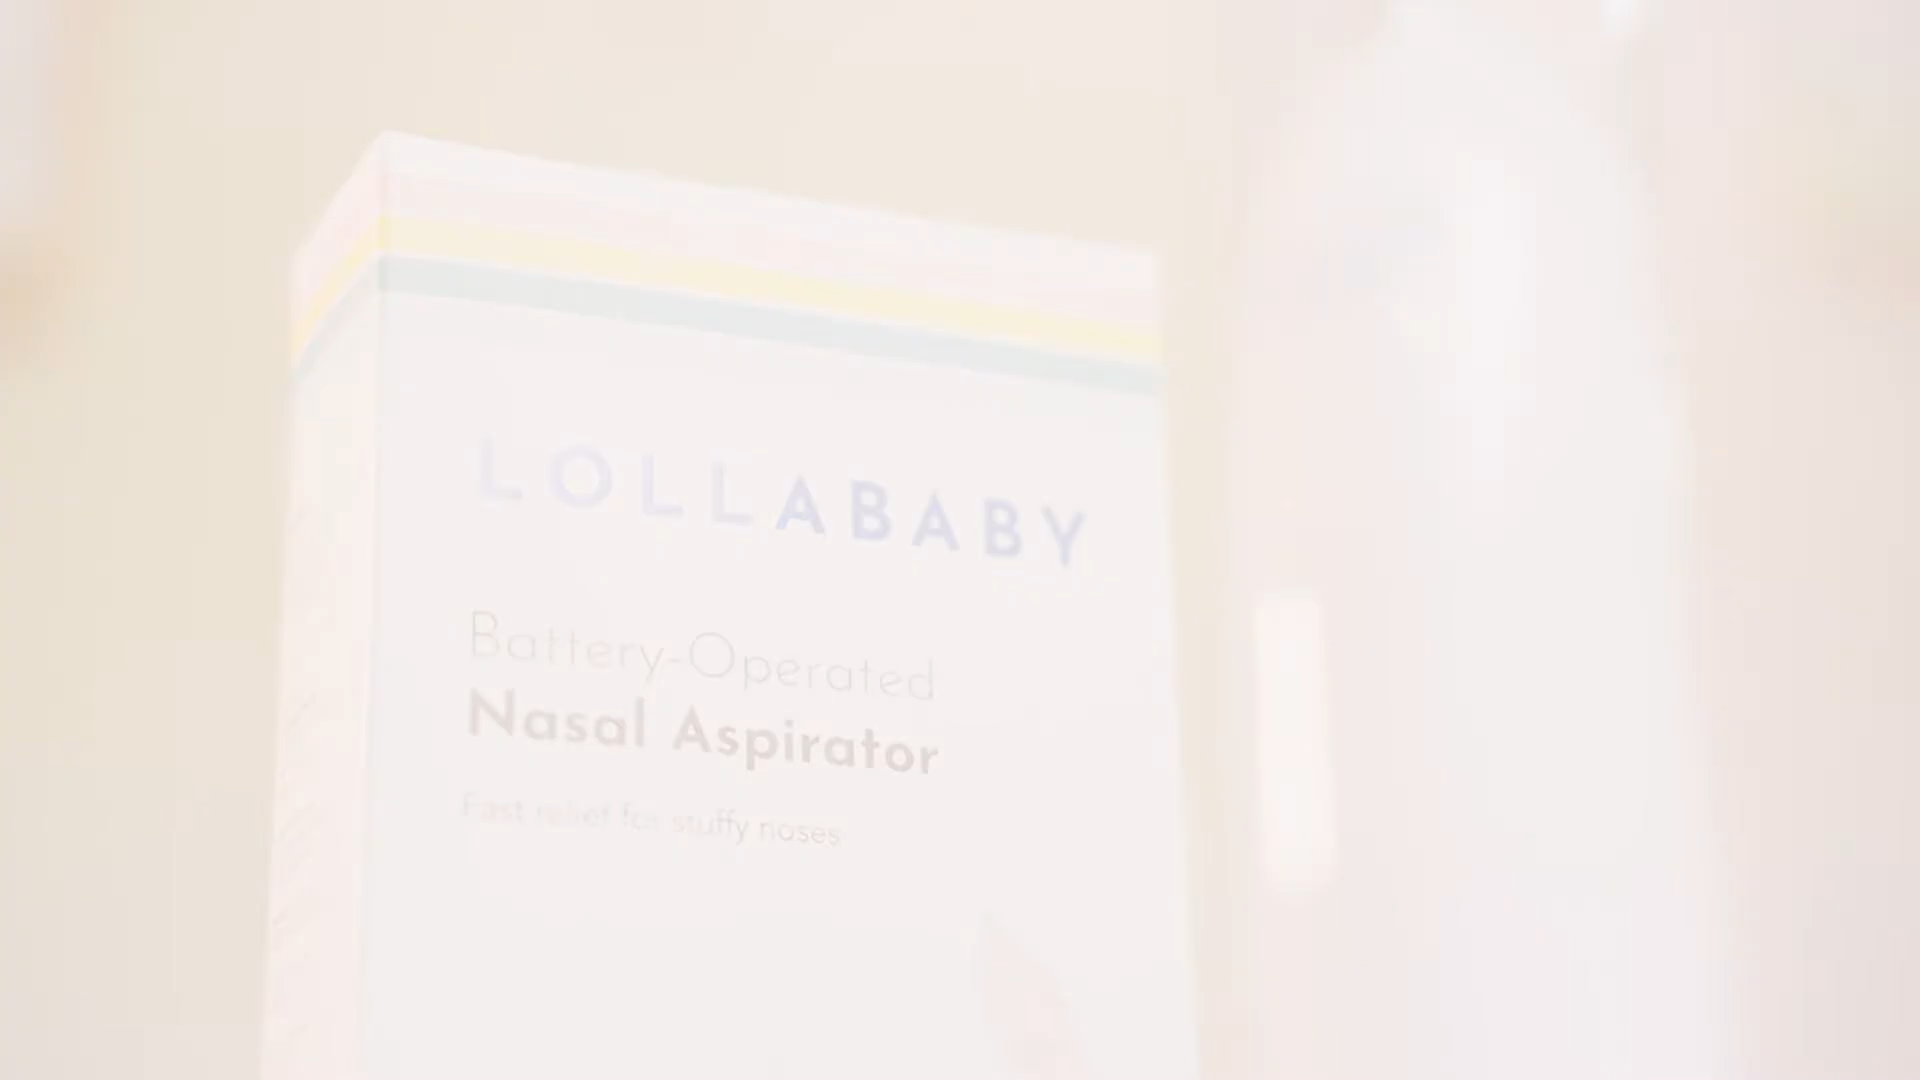 LOLLABABY
Battery-Operated
Nasal Aspirator
Fast relief for stuffy noses